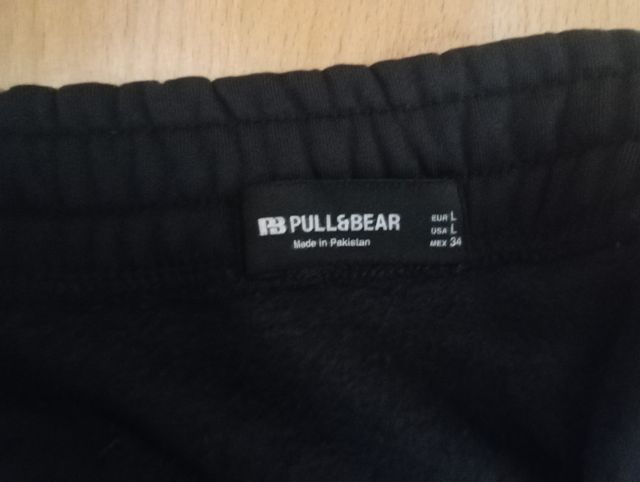 PB PULL&BEAR
Made in Pakistan
EUR L
USA L
MEX 34